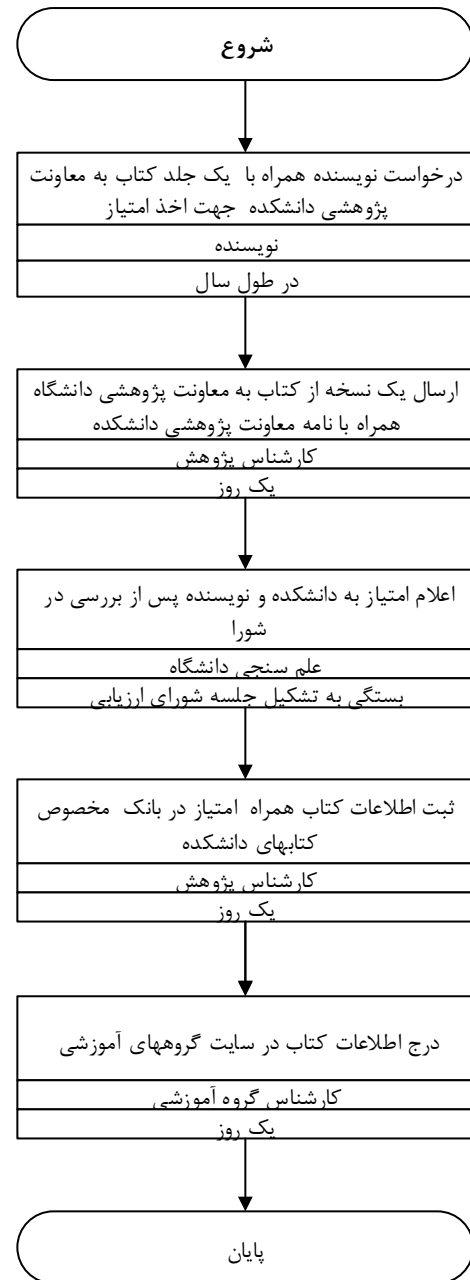 شروع
درخواست نویسنده همراه با یک جلد کتاب به معاونت
پژوهشی دانشکده جهت اخذ امتیاز
نویسنده
در طول سال
ارسال یک نسخه از کتاب به معاونت پژوهشی دانشگاه
همراه با نامه معاونت پژوهشی دانشکده
کارشناس پژوهش
یک روز
اعلام امتیاز به دانشکده و نویسنده پس از بررسی در
شورا
علم سنجی دانشگاه
بستگی به تشکیل جلسه شورای ارزیابی
ثبت اطلاعات کتاب همراه امتیاز در بانک مخصوص
کتابهای دانشکده
کارشناس پژوهش
یک روز
درج اطلاعات کتاب در سایت گروههای آموزشی
کارشناس گروه آموزشی
یک روز
پایان